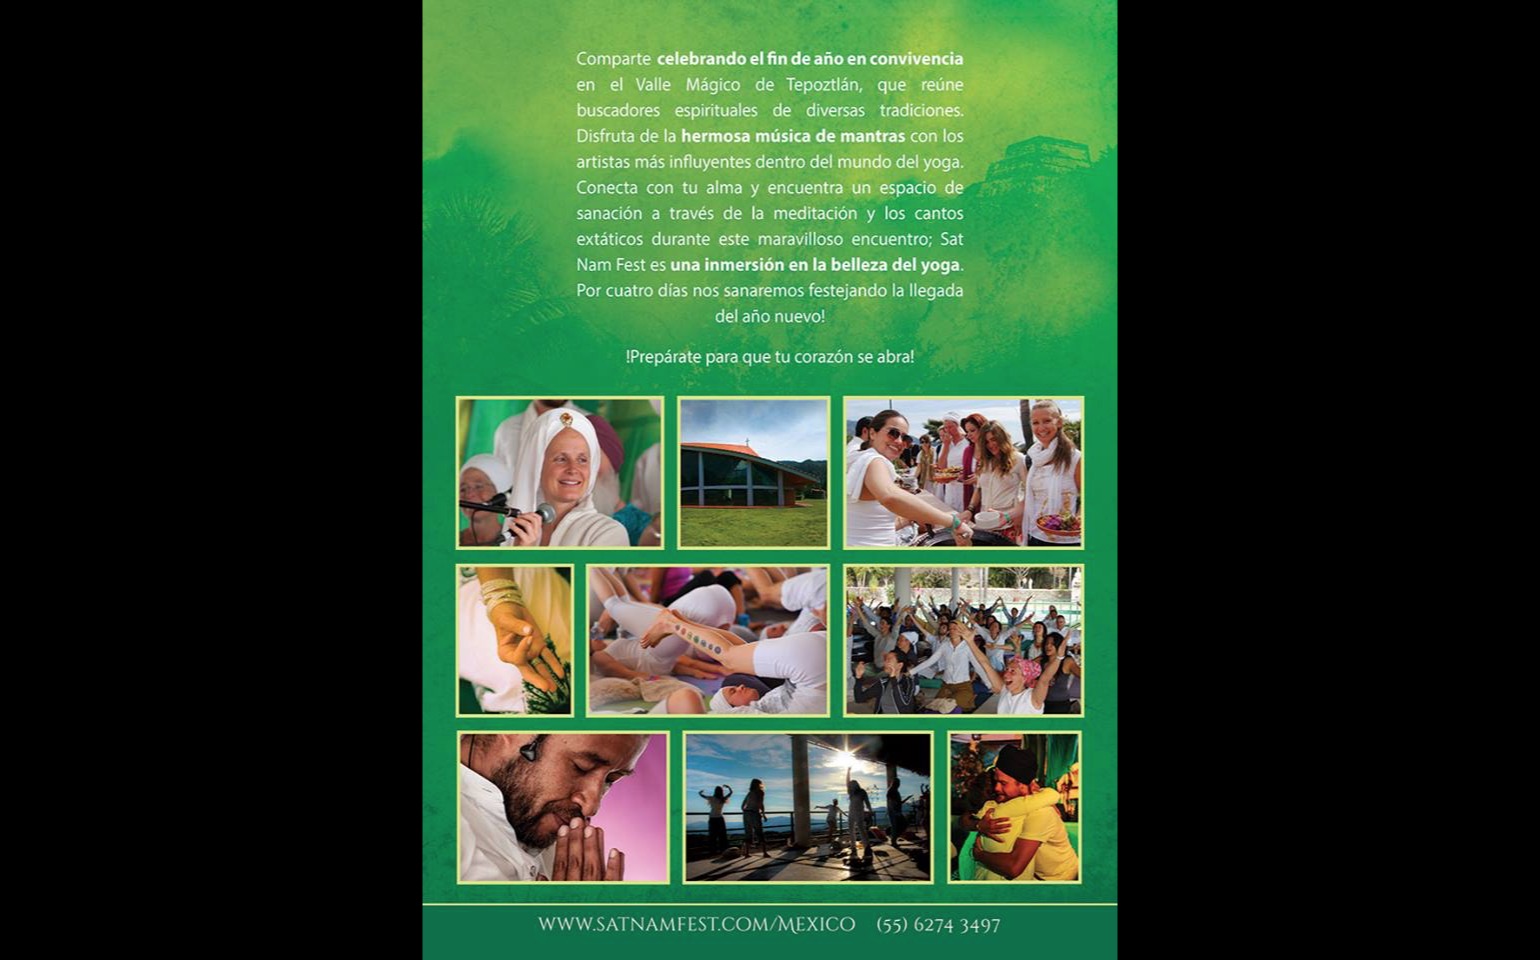 Comparte celebrando el fin de año en convivencia
en el Valle Mágico de Tepoztlán, que reúne
buscadores espirituales de diversas tradiciones.
Disfruta de la hermosa música de mantras con los
artistas más influyentes dentro del mundo del yoga.
Conecta con tu alma y encuentra un espacio de
sanación a través de la meditación y los cantos
extáticos durante este maravilloso encuentro; Sat
Nam Fest es una inmersión en la belleza del yoga.
Por cuatro días nos sanaremos festejando la llegada
del año nuevo!
!Prepárate para que tu corazón se abra!
WWW.SATNAMFEST.COM/MEXICO (55) 6274 3497